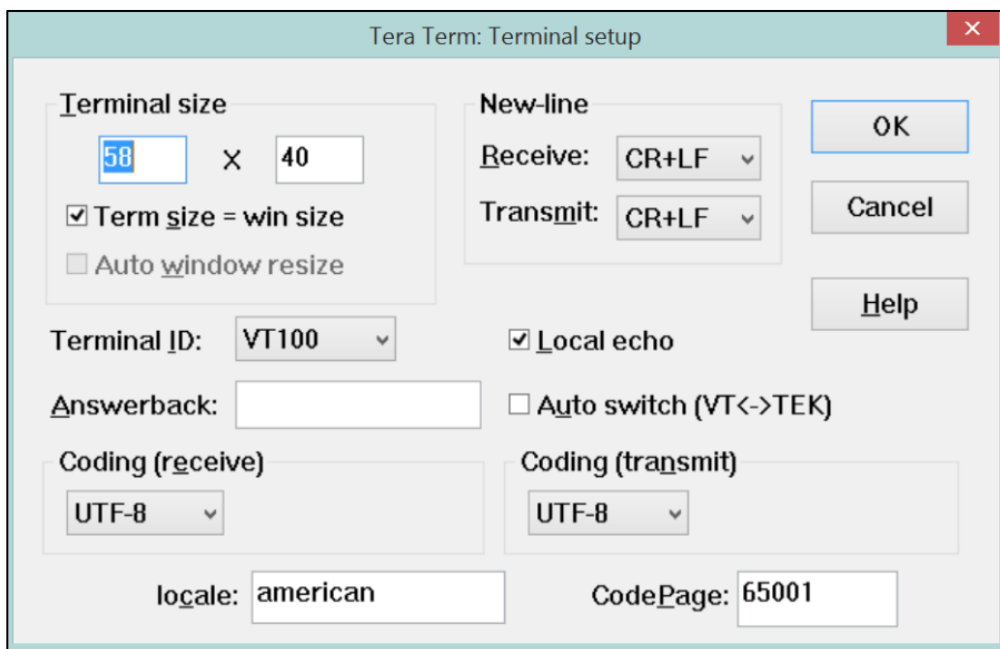 Tera Term: Terminal setup
Terminal size
58 X 40
Term size = win size
Auto window resize
New-line
Receive: CR+LF
Transmit: CR+LF
OK
Cancel
Help
Terminal ID: VT100
Local echo
Answerback:
Auto switch (VT<->TEK)
Coding (receive)
UTF-8
Coding (transmit)
UTF-8
locale: american
CodePage: 65001